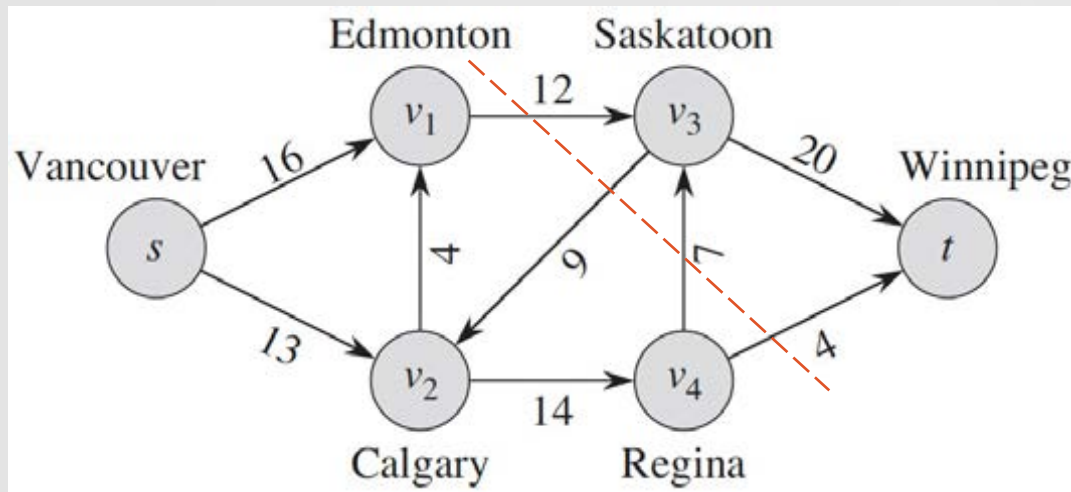 Edmonton Saskatoon
12
v1 v3
Vancouver 16 20 Winnipeg
s 4 9 7 t
13 4
v2 v4
14
Calgary Regina